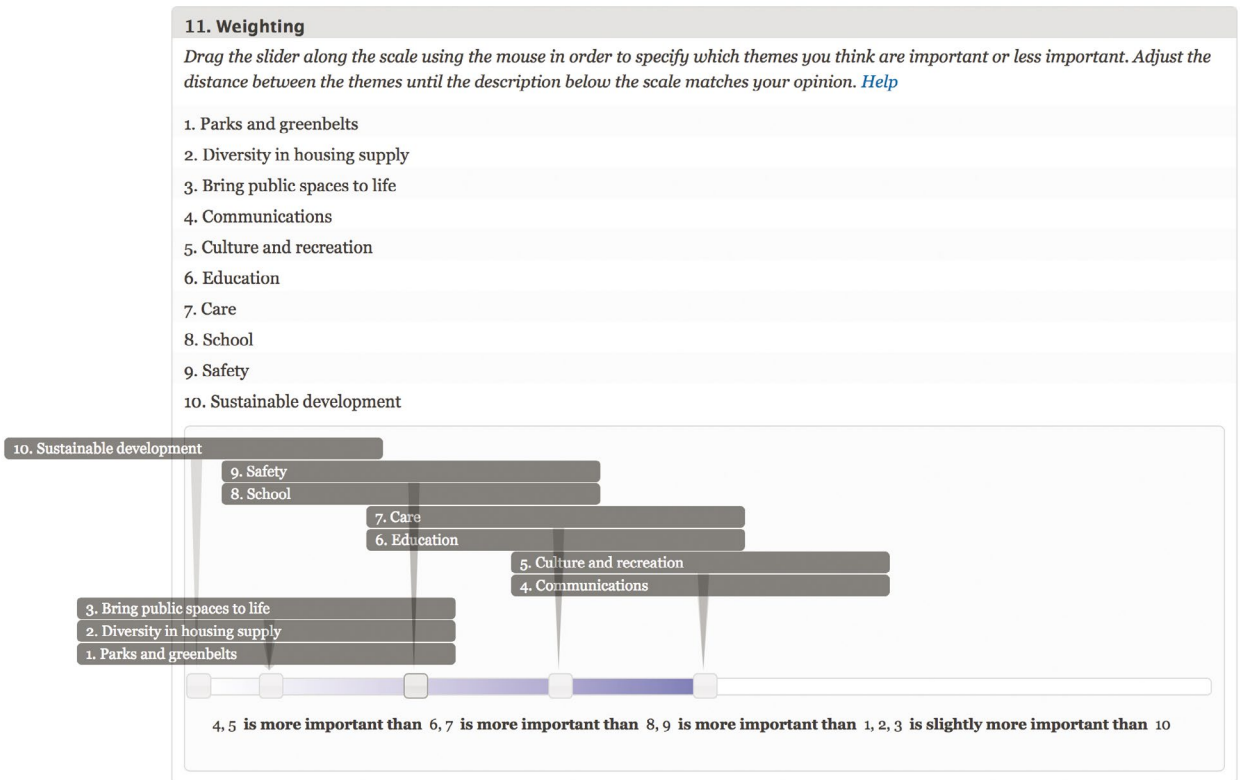 11. Weighting
Drag the slider along the scale using the mouse in order to specify which themes you think are important or less important. Adjust the
distance between the themes until the description below the scale matches your opinion. Help
1. Parks and greenbelts
2. Diversity in housing supply
3. Bring public spaces to life
4. Communications
5. Culture and recreation
6. Education
7. Care
8. School
9. Safety
10. Sustainable development
10. Sustainable development
9. Safety
8. School
7. Care
6. Education
5. Culture and recreation
4. Communications
3. Bring public spaces to life
2. Diversity in housing supply
1. Parks and greenbelts
4, 5 is more important than 6, 7 is more important than 8, 9 is more important than 1, 2, 3 is slightly more important than 10